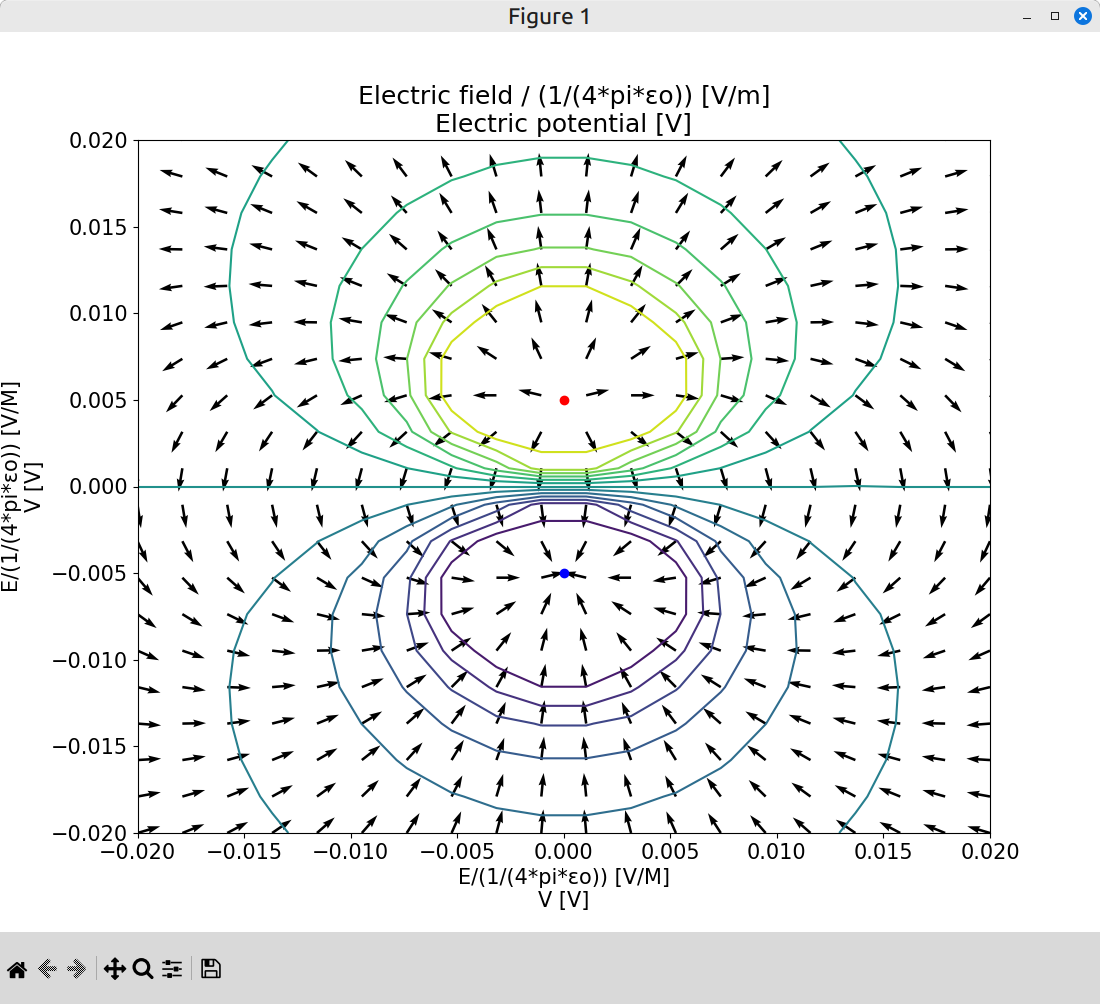 Figure 1
Electric field / (1/(4*pi*εo)) [V/m]
Electric potential [V]
0.020
0.015
0.010
0.005
0.000
−0.005
−0.010
−0.015
−0.020
E/(1/(4*pi*εo)) [V/M]
V [V]
−0.020 −0.015 −0.010 −0.005 0.000 0.005 0.010 0.015 0.020
E/(1/(4*pi*εo)) [V/M]
V [V]